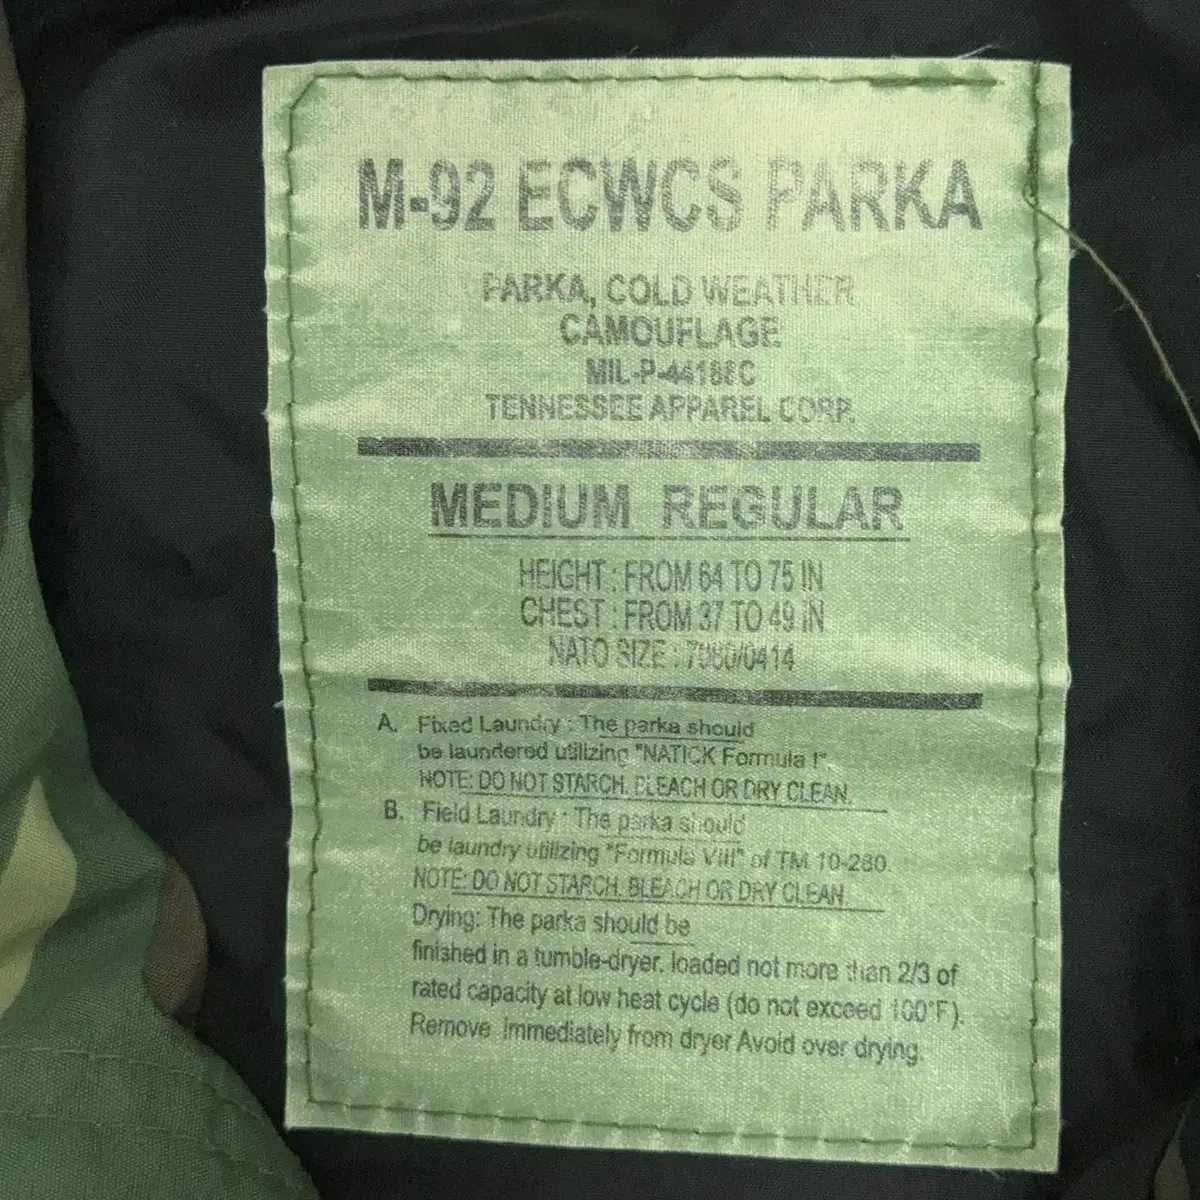 M-92 ECWCS PARKA
PARKA, COLD WEATHER
CAMOUFLAGE
MIL-P-44188C
TENNESSEE APPAREL CORP.
MEDIUM REGULAR
HEIGHT : FROM 64 TO 75 IN
CHEST : FROM 37 TO 49 IN
NATO SIZE : 7080/0414
A. Fixed Laundry : The parka should
be laundered utilizing "NATICK Formula I".
NOTE: DO NOT STARCH, BLEACH OR DRY CLEAN.
B. Field Laundry : The parka should
be laundry utilizing "Formula VIII" of TM 10-280.
NOTE: DO NOT STARCH, BLEACH OR DRY CLEAN
Drying: The parka should be
finished in a tumble-dryer. loaded not more than 2/3 of
rated capacity at low heat cycle (do not exceed 100°F).
Remove immediately from dryer Avoid over drying.